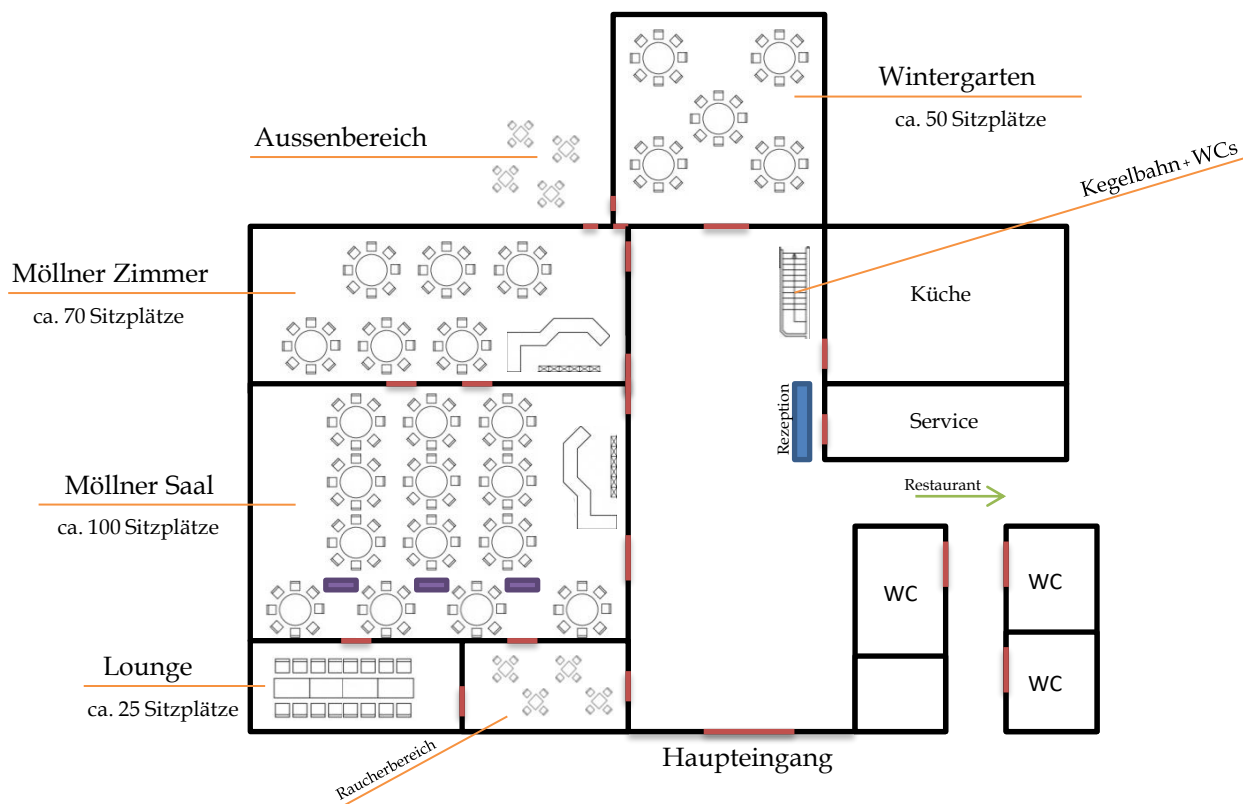 Wintergarten
ca. 50 Sitzplätze
Aussenbereich
Kegelbahn + WCs
Möllner Zimmer
ca. 70 Sitzplätze
Küche
Rezeption
Service
Möllner Saal
ca. 100 Sitzplätze
Restaurant
WC
WC
Lounge
ca. 25 Sitzplätze
WC
Raucherbereich
Haupteingang